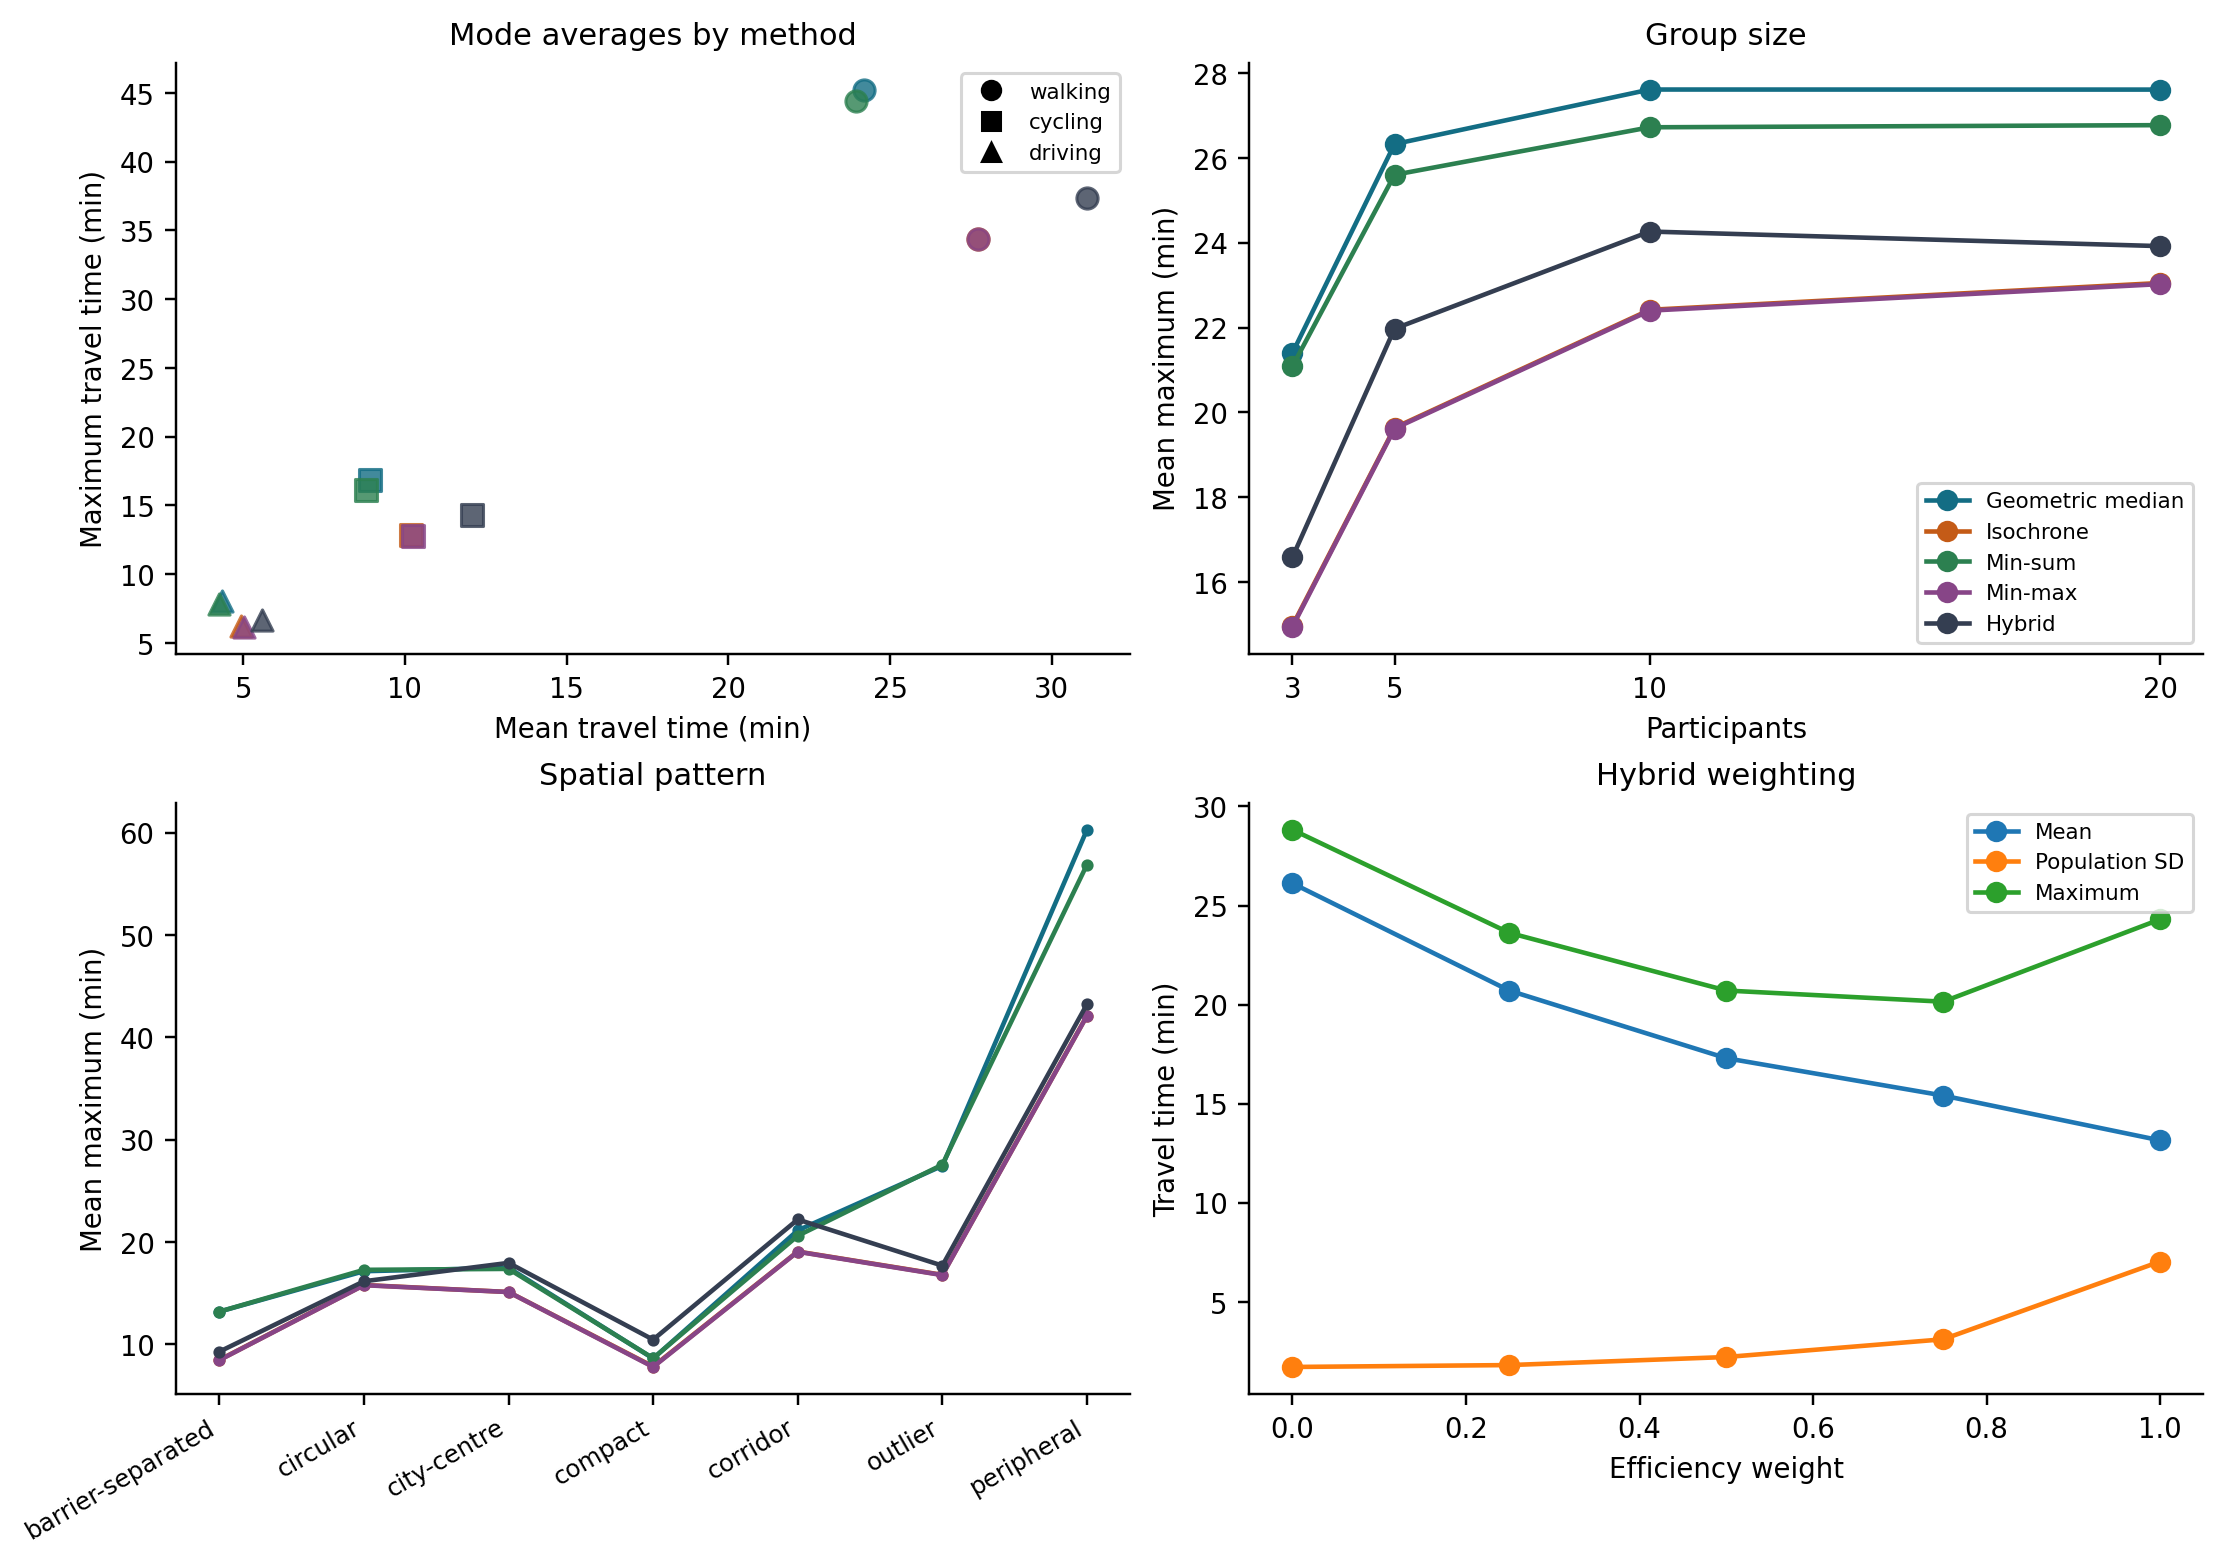 Mode averages by method
Maximum travel time (min)
45
40
35
30
25
20
15
10
5
walking
cycling
driving
5
10
15
20
25
30
Mean travel time (min)
Group size
Mean maximum (min)
28
26
24
22
20
18
16
Geometric median
Isochrone
Min-sum
Min-max
Hybrid
3
5
10
20
Participants
Spatial pattern
Mean maximum (min)
60
50
40
30
20
10
barrier-separated
circular
city-centre
compact
corridor
outlier
peripheral
Hybrid weighting
Travel time (min)
30
25
20
15
10
5
Mean
Population SD
Maximum
0.0
0.2
0.4
0.6
0.8
1.0
Efficiency weight